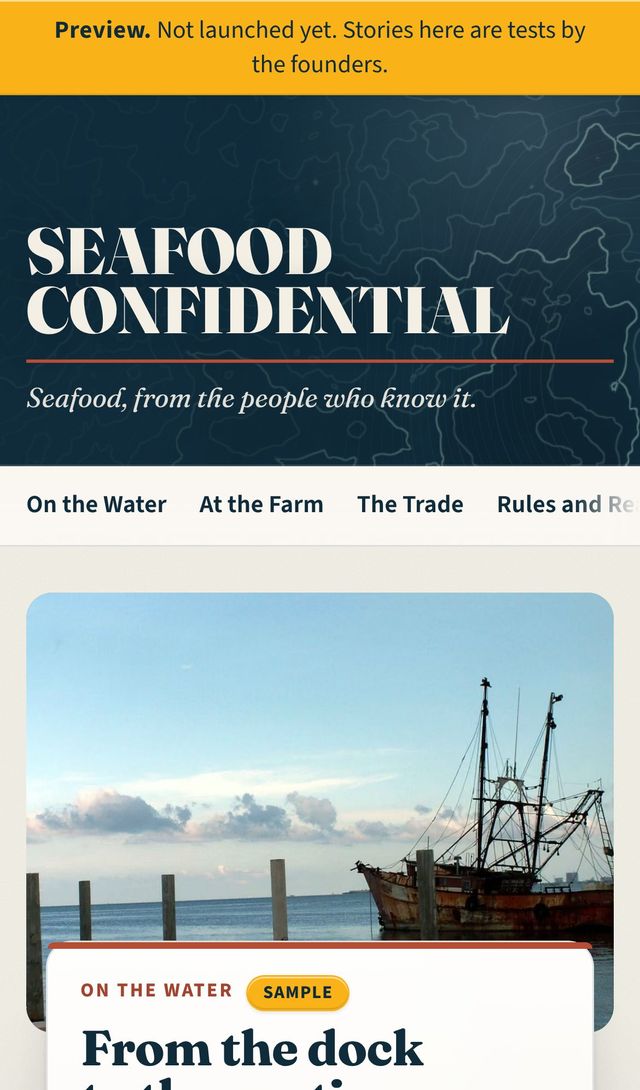 Preview. Not launched yet. Stories here are tests by
the founders.
SEAFOOD
CONFIDENTIAL
Seafood, from the people who know it.
On the Water At the Farm The Trade Rules and
ON THE WATER SAMPLE
From the dock